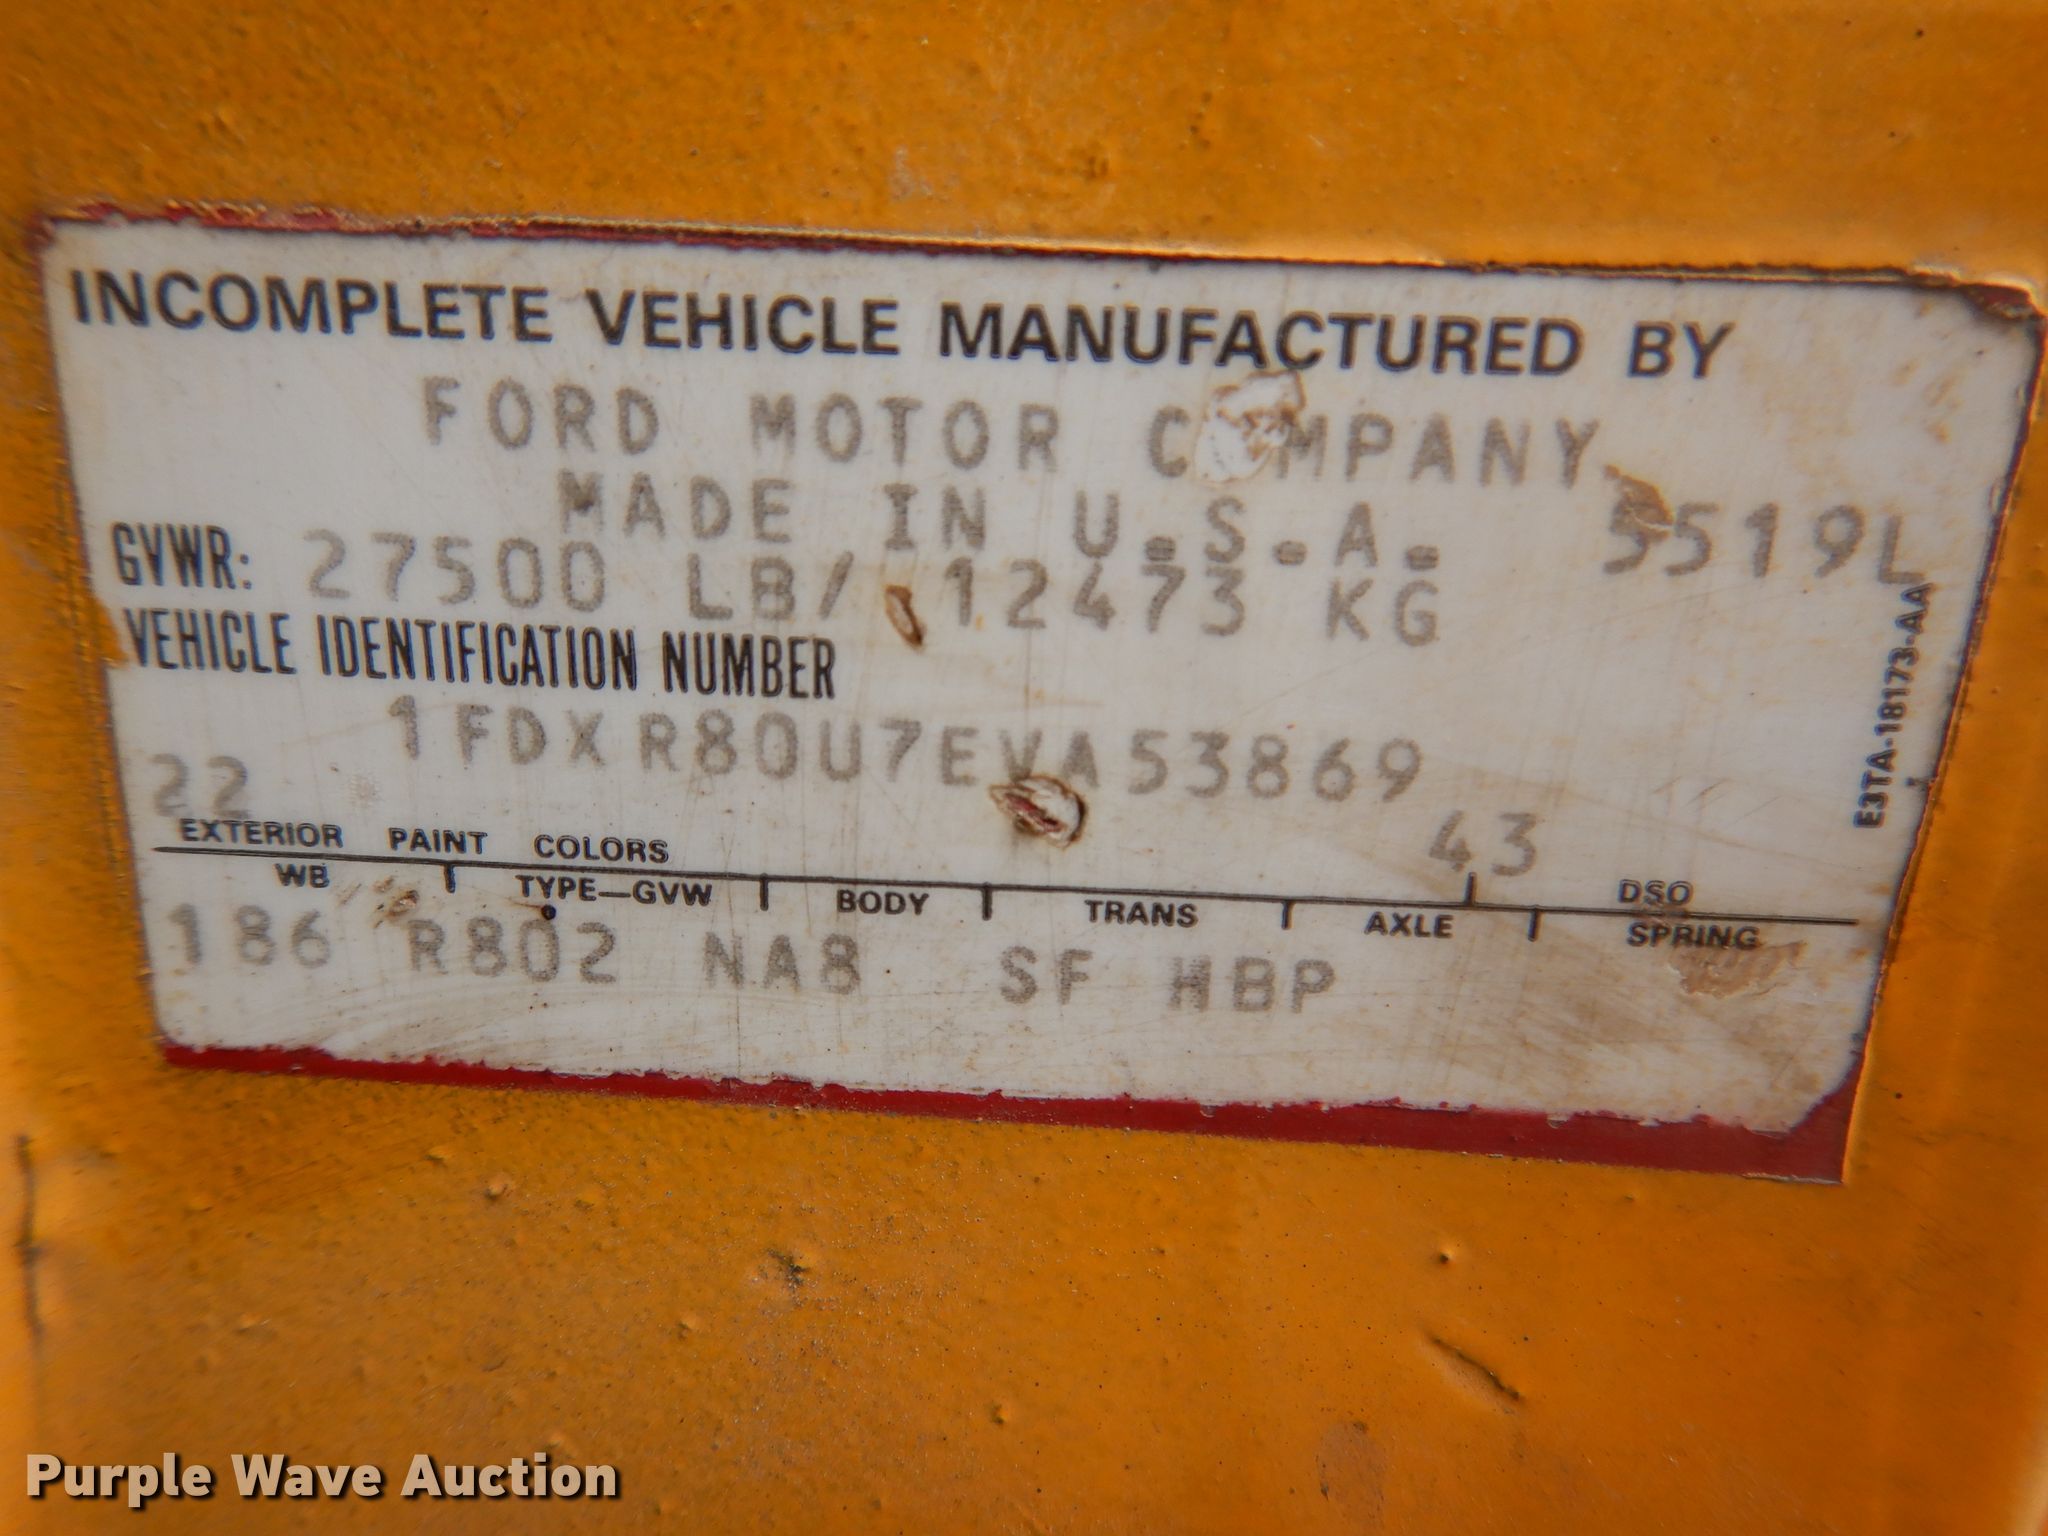 INCOMPLETE VEHICLE MANUFACTURED BY
FORD MOTOR COMPANY
MADE IN U.S.A. 5519L
GVWR: 27500 LB/ 12473 KG
VEHICLE IDENTIFICATION NUMBER
1FDXR80U7EVA53869
E3TA-18173-AA
22 43
EXTERIOR PAINT COLORS DSO
WB TYPE—GVW BODY TRANS AXLE SPRING
186 R802 NA8 SF HBP
Purple Wave Auction